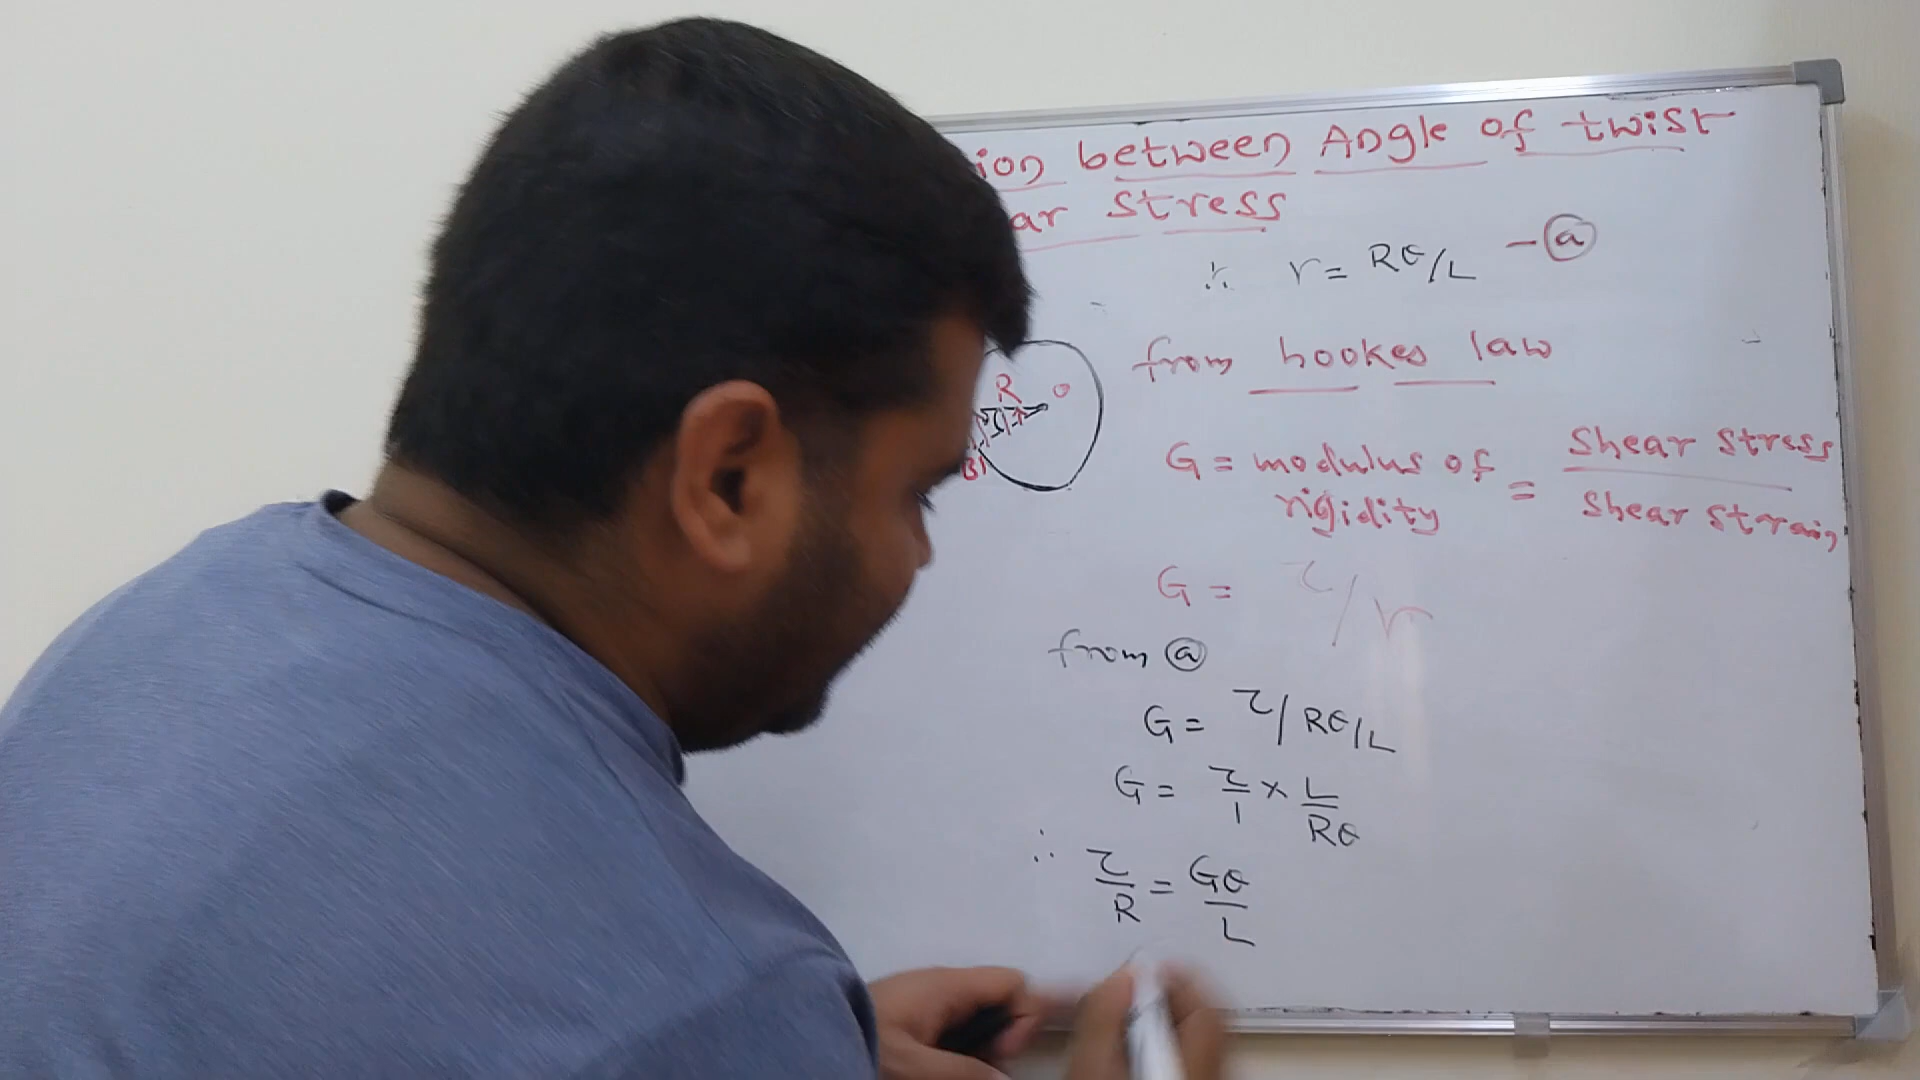 between Angle of twist
stress
∴ r = Rθ/L - ⓐ
from hookes law
R o
B1
G = modulus of rigidity = Shear stress / Shear strain
G = τ/r
from ⓐ
G = τ/Rθ/L
G = τ/1 × L/Rθ
∴ τ/R = Gθ/L